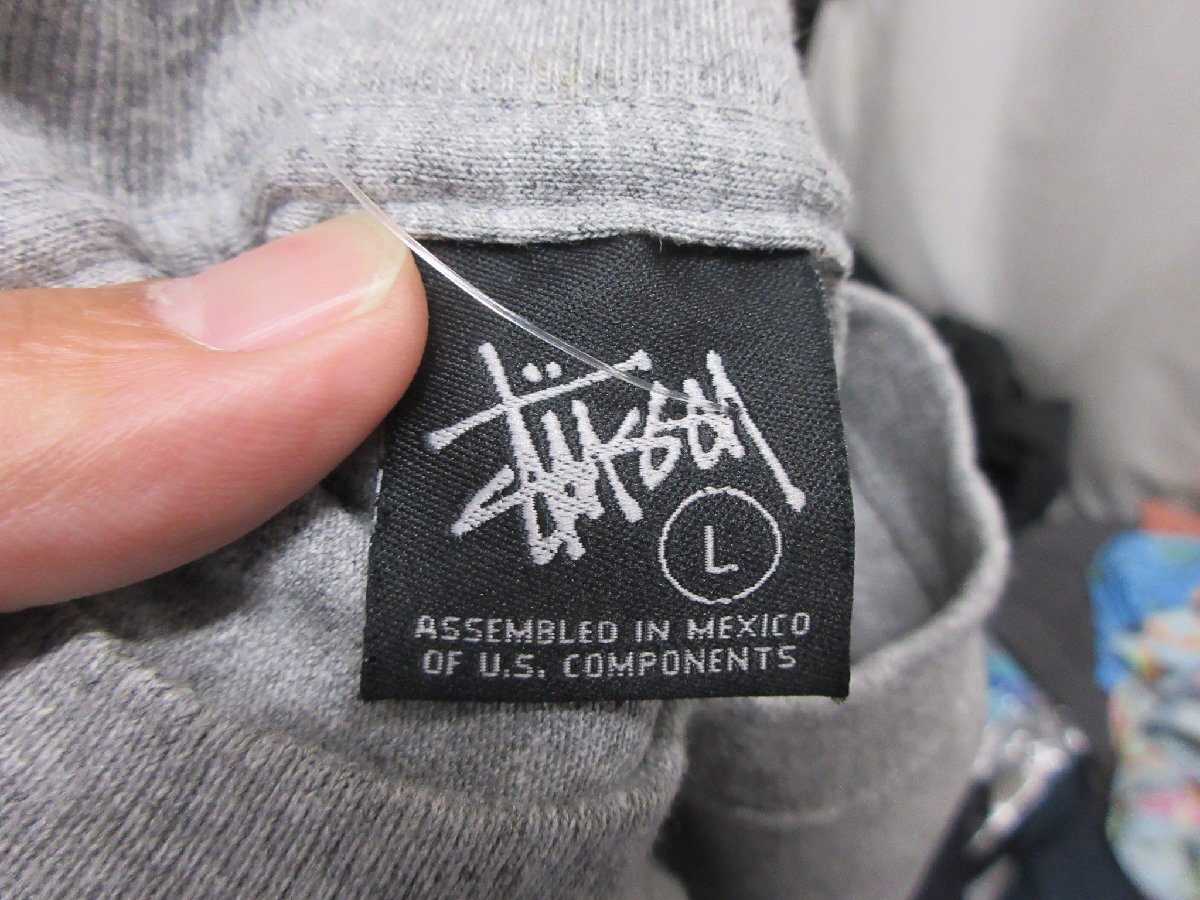 Stüssy
L
ASSEMBLED IN MEXICO
OF U.S. COMPONENTS